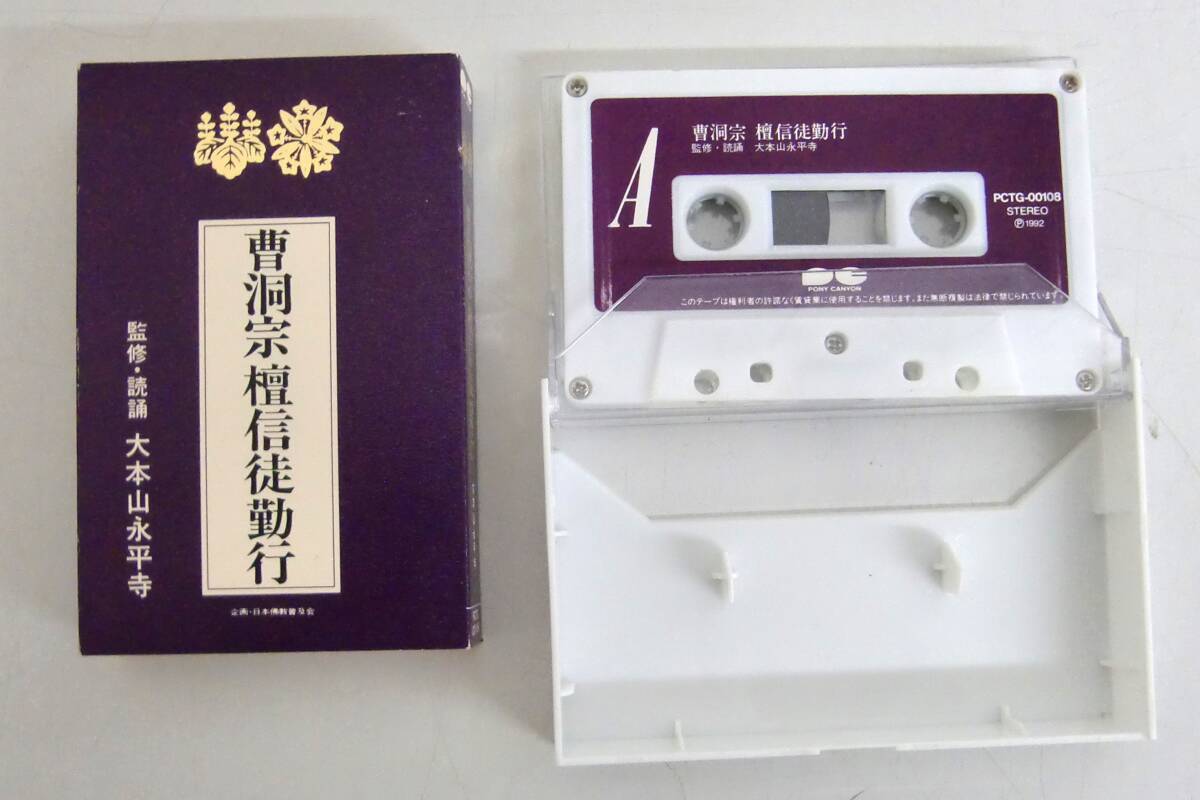 曹洞宗 檀信徒勤行
監修・読誦 大本山永平寺
企画・日本佛教普及会
A
曹洞宗 檀信徒勤行
監修・読誦 大本山永平寺
PCTG-00108
STEREO
Ⓟ1992
PONY CANYON
このテープは権利者の許諾なく賃貸業に使用することを禁じます。また無断複製は法律で禁じられています。